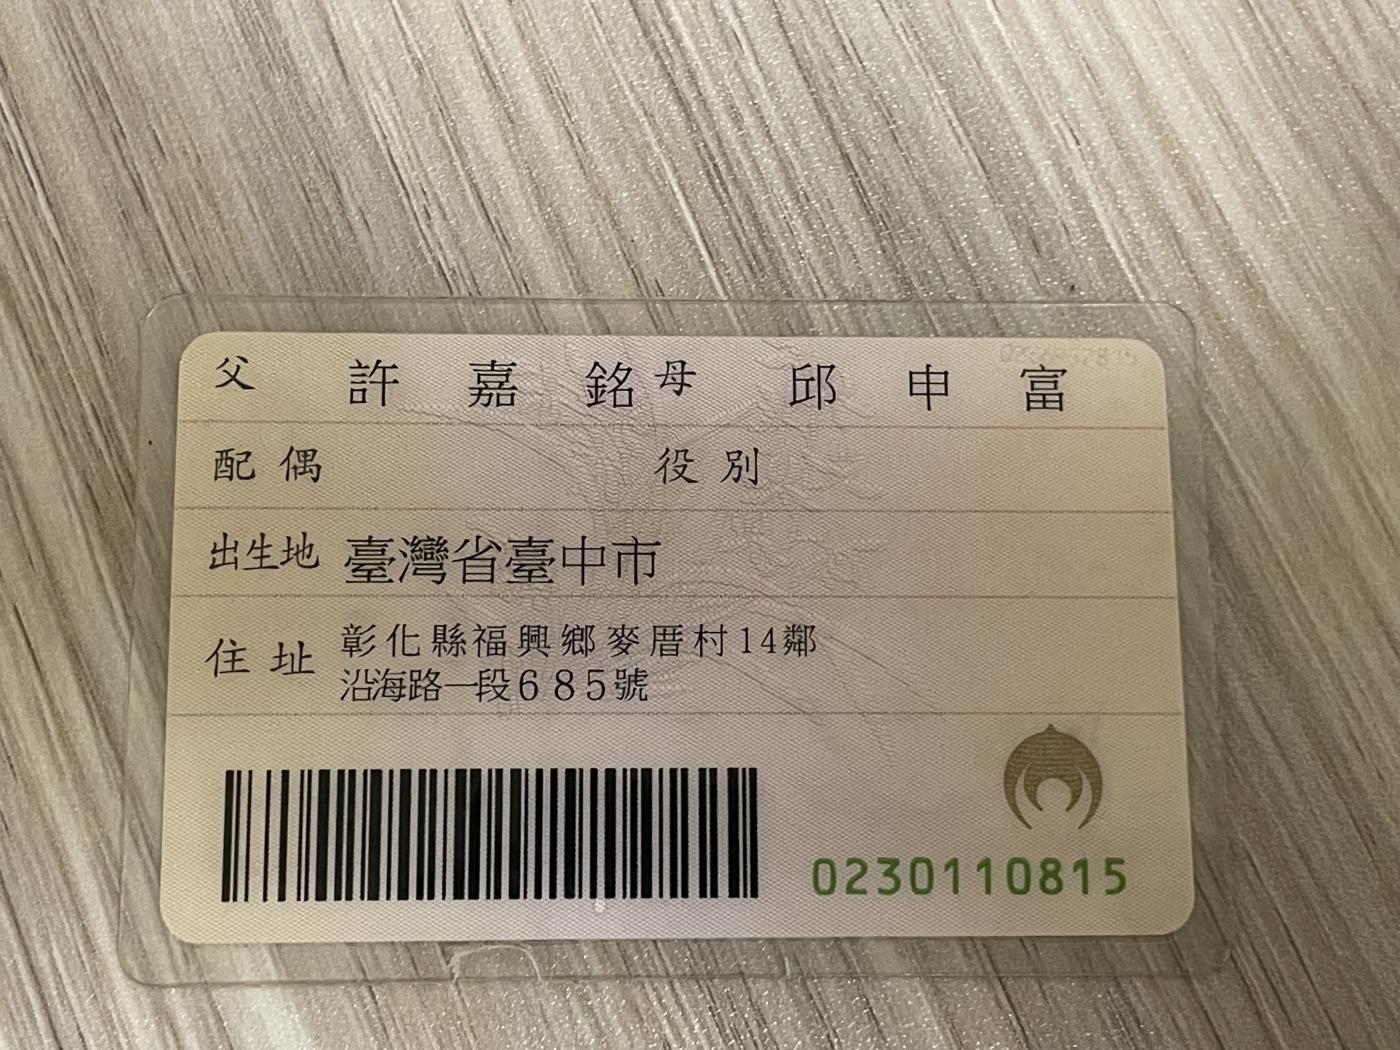 父 許嘉銘 母 邱申富
配偶 役別
出生地 臺灣省臺中市
住址 彰化縣福興鄉麥厝村14鄰
沿海路一段685號
0230110815